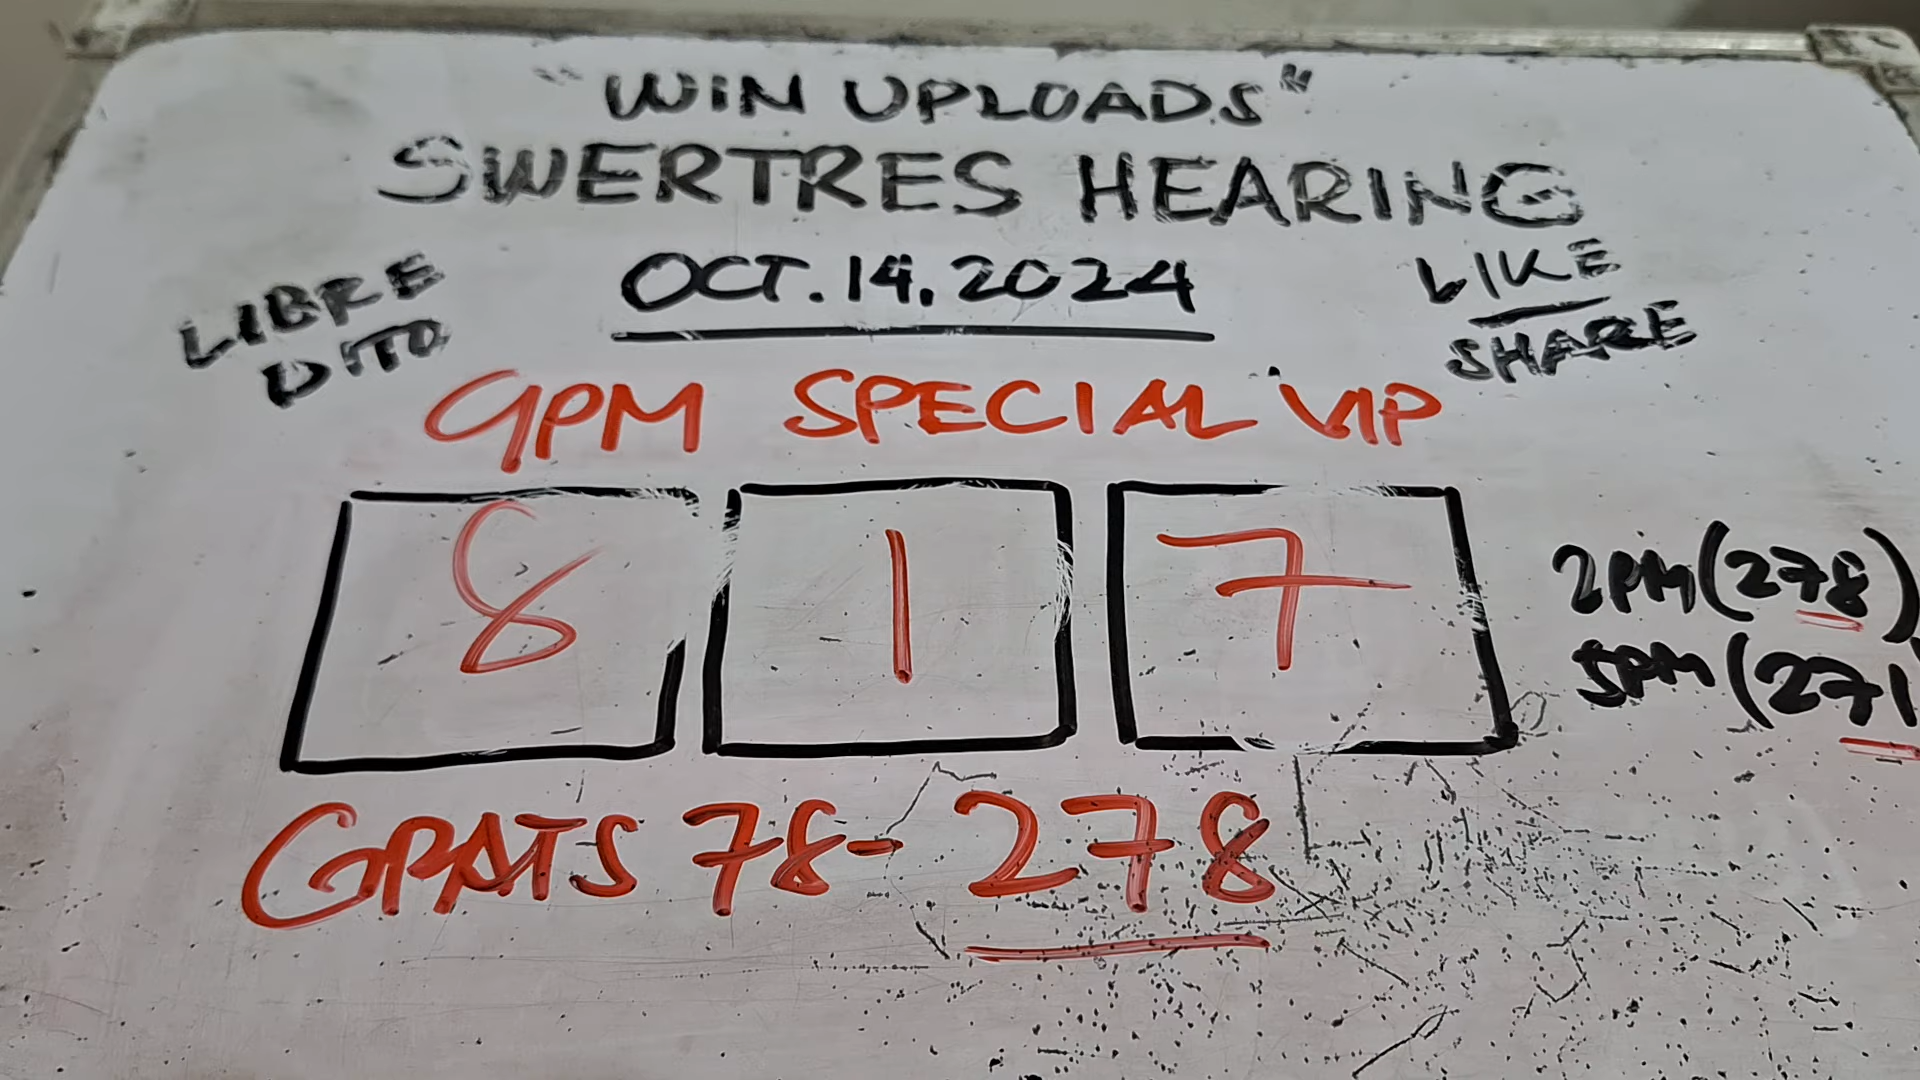 "WIN UPLOADS"
SWERTRES HEARING
OCT.14.2024
LIBRE
DITO
LIKE
SHARE
9PM SPECIAL VIP
8 1 7
2PM (278)
5PM (271
GRATS 78-278